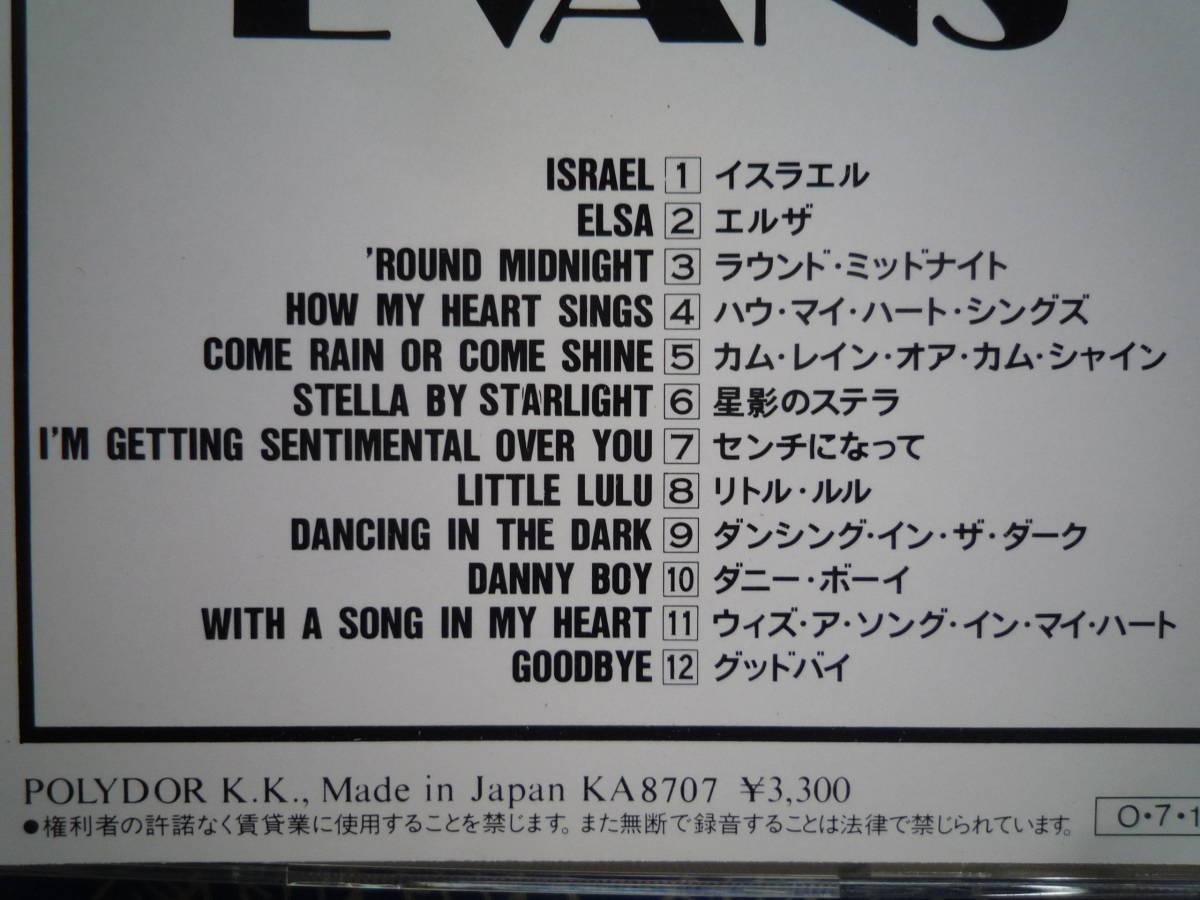 EVANS
ISRAEL 1 イスラエル
ELSA 2 エルザ
'ROUND MIDNIGHT 3 ラウンド・ミッドナイト
HOW MY HEART SINGS 4 ハウ・マイ・ハート・シングズ
COME RAIN OR COME SHINE 5 カム・レイン・オア・カム・シャイン
STELLA BY STARLIGHT 6 星影のステラ
I'M GETTING SENTIMENTAL OVER YOU 7 センチになって
LITTLE LULU 8 リトル・ルル
DANCING IN THE DARK 9 ダンシング・イン・ザ・ダーク
DANNY BOY 10 ダニー・ボーイ
WITH A SONG IN MY HEART 11 ウィズ・ア・ソング・イン・マイ・ハート
GOODBYE 12 グッドバイ
POLYDOR K.K., Made in Japan KA8707 ¥3,300
●権利者の許諾なく賃貸業に使用することを禁じます。また無断で録音することは法律で禁じられています。
O・7・1